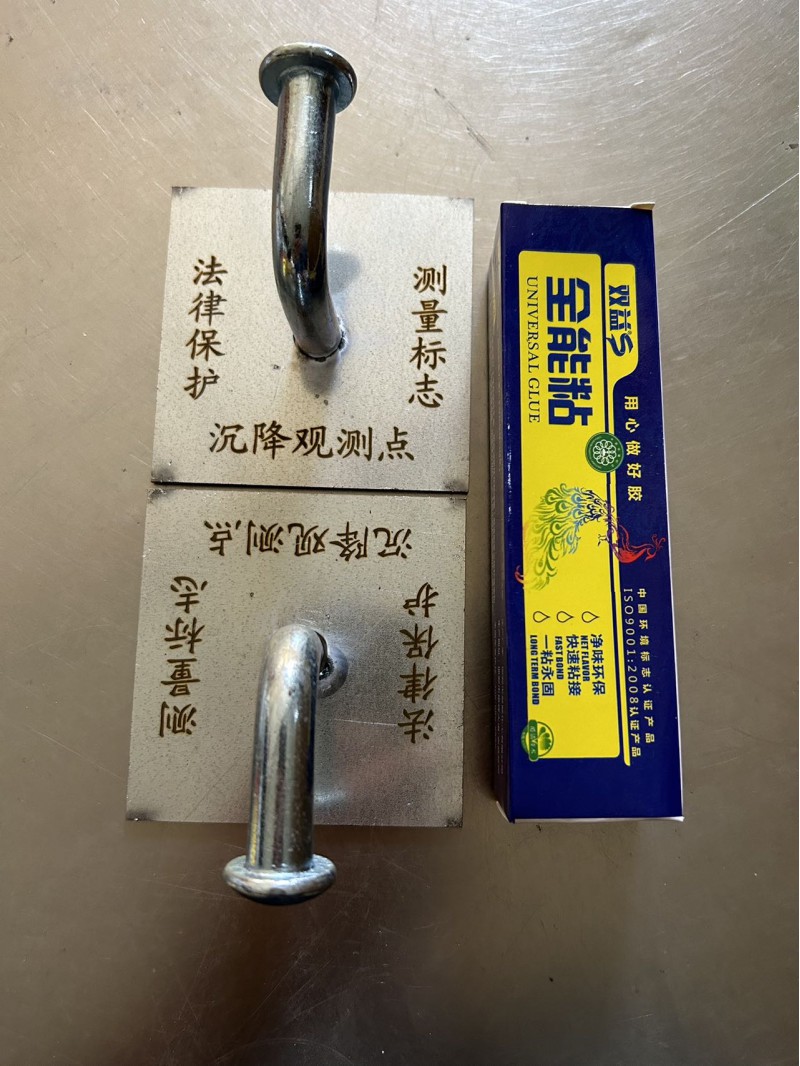 法律保护
测量标志
沉降观测点
沉降观测点
测量标志
法律保护
双益's
全能粘
UNIVERSAL GLUE
用心做好胶
净味环保
NET FLAVOR
快速粘接
FAST BOND
一粘永固
LONG TERM BOND
中国环境标志认证产品
ISO9001:2008认证产品